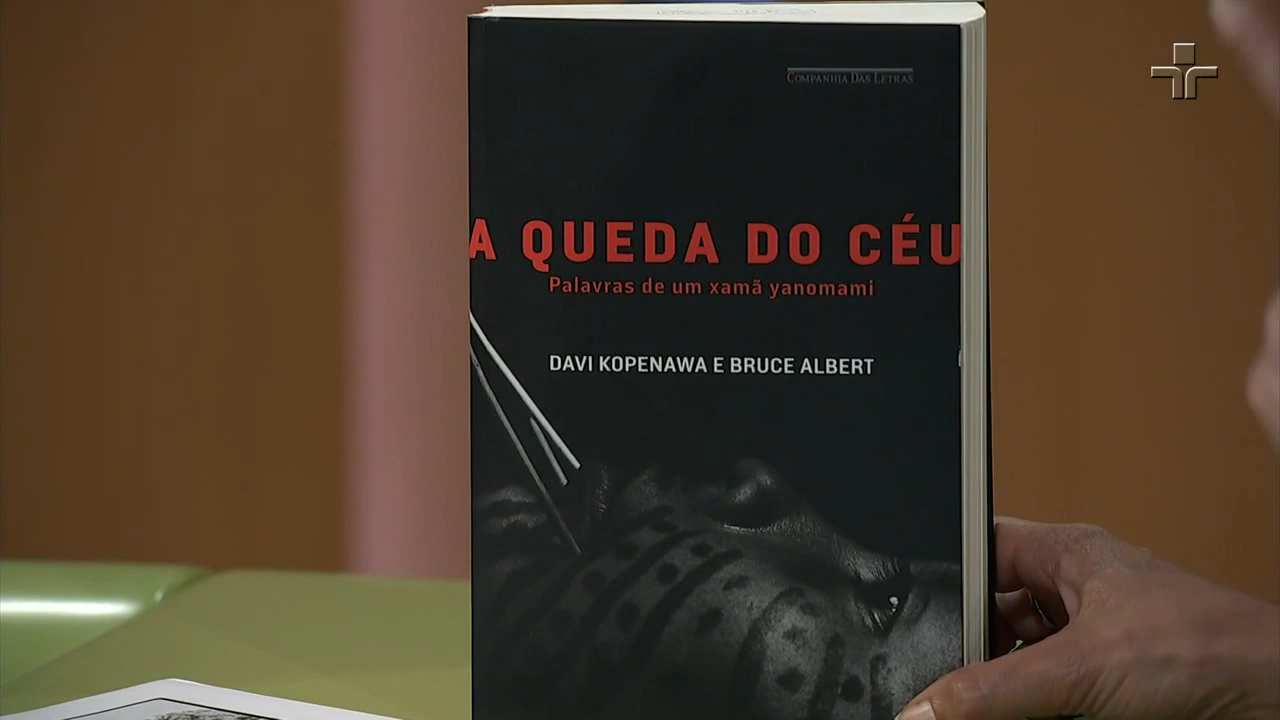 COMPANHIA DAS LETRAS
A QUEDA DO CÉU
Palavras de um xamã yanomami
DAVI KOPENAWA E BRUCE ALBERT